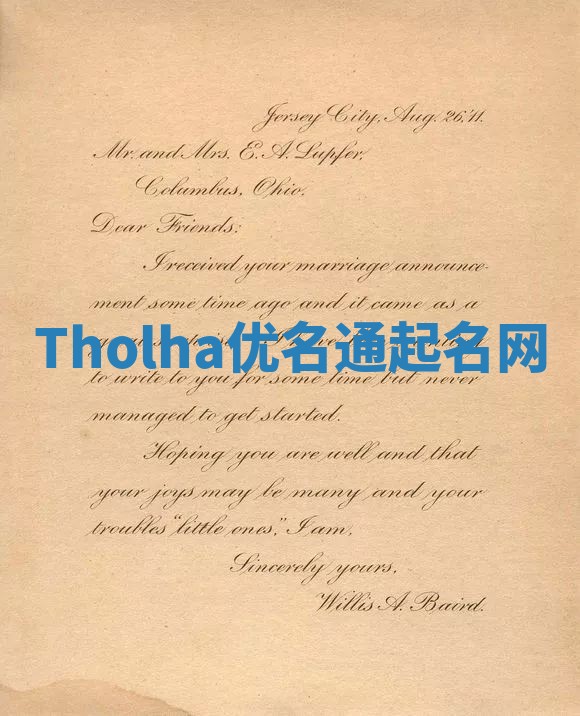 Jersey City, Aug. 26, '11.
Mr. and Mrs. E. A. Lupfer,
Columbus, Ohio.
Dear Friends:
I received your marriage announce-
ment some time ago and it came as a
Tholha优名通起名网
to write to you for some time but never
managed to get started.
Hoping you are well and that
your joys may be many and your
troubles "little ones," I am,
Sincerely yours,
Willis A. Baird.